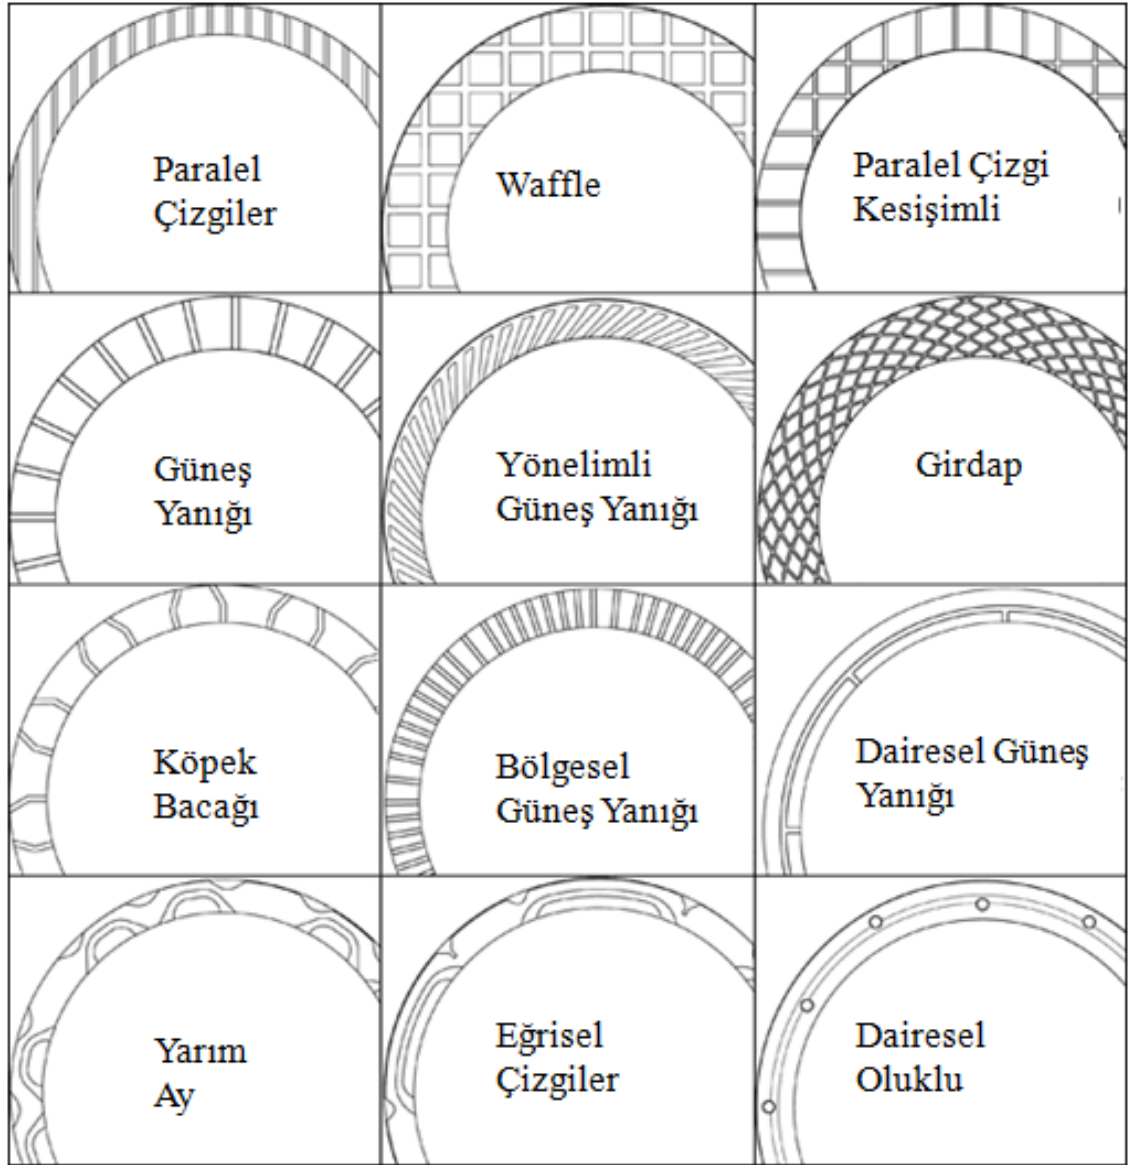 Paralel
Çizgiler
Waffle
Paralel Çizgi
Kesişimli
Güneş
Yanığı
Yönelimli
Güneş Yanığı
Girdap
Köpek
Bacağı
Bölgesel
Güneş Yanığı
Dairesel Güneş
Yanığı
Yarım
Ay
Eğrisel
Çizgiler
Dairesel
Oluklu